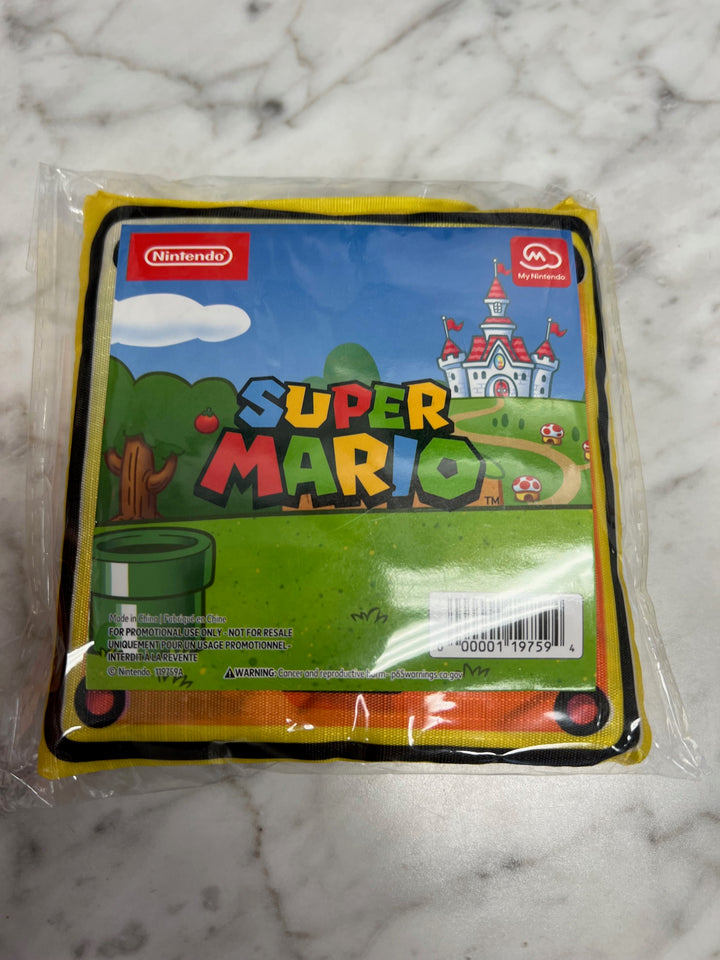 Nintendo
My Nintendo
SUPER
MARIO
TM
Made in China | Fabriqué en Chine
FOR PROMOTIONAL USE ONLY - NOT FOR RESALE
UNIQUEMENT POUR UN USAGE PROMOTIONNEL -
INTERDIT À LA REVENTE
© Nintendo 119759A
WARNING: Cancer and reproductive harm - p65warnings.ca.gov
0 00001 19759 4